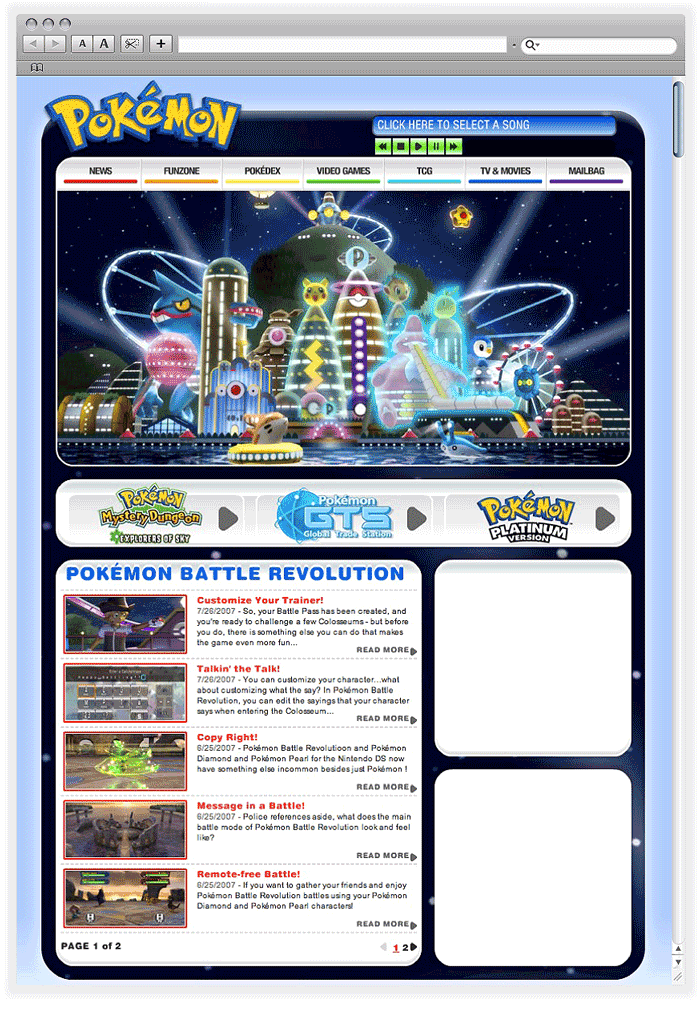 A A +
Pokémon
CLICK HERE TO SELECT A SONG
NEWS FUNZONE POKÉDEX VIDEO GAMES TCG TV & MOVIES MAILBAG
P
Pokémon
Mystery Dungeon
EXPLORERS OF SKY
Pokémon
GTS
Global Trade Station
Pokémon
PLATINUM
VERSION
POKÉMON BATTLE REVOLUTION
Customize Your Trainer!
7/26/2007 - So, your Battle Pass has been created, and
you're ready to challenge a few Colosseums - but before
you do, there is something else you can do that makes
the game even more fun...
READ MORE
Talkin' the Talk!
7/26/2007 - You can customize your character...what
about customizing what the say? In Pokémon Battle
Revolution, you can edit the sayings that your character
says when entering the Colosseum...
READ MORE
Copy Right!
6/25/2007 - Pokémon Battle Revolutioon and Pokémon
Diamond and Pokémon Pearl for the Nintendo DS now
have something else incommon besides just Pokémon !
READ MORE
Message in a Battle!
6/25/2007 - Police references aside, what does the main
battle mode of Pokémon Battle Revolution look and feel
like?
READ MORE
Remote-free Battle!
6/25/2007 - If you want to gather your friends and enjoy
Pokémon Battle Revolution battles using your Pokémon
Diamond and Pokémon Pearl characters!
READ MORE
PAGE 1 of 2
1 2